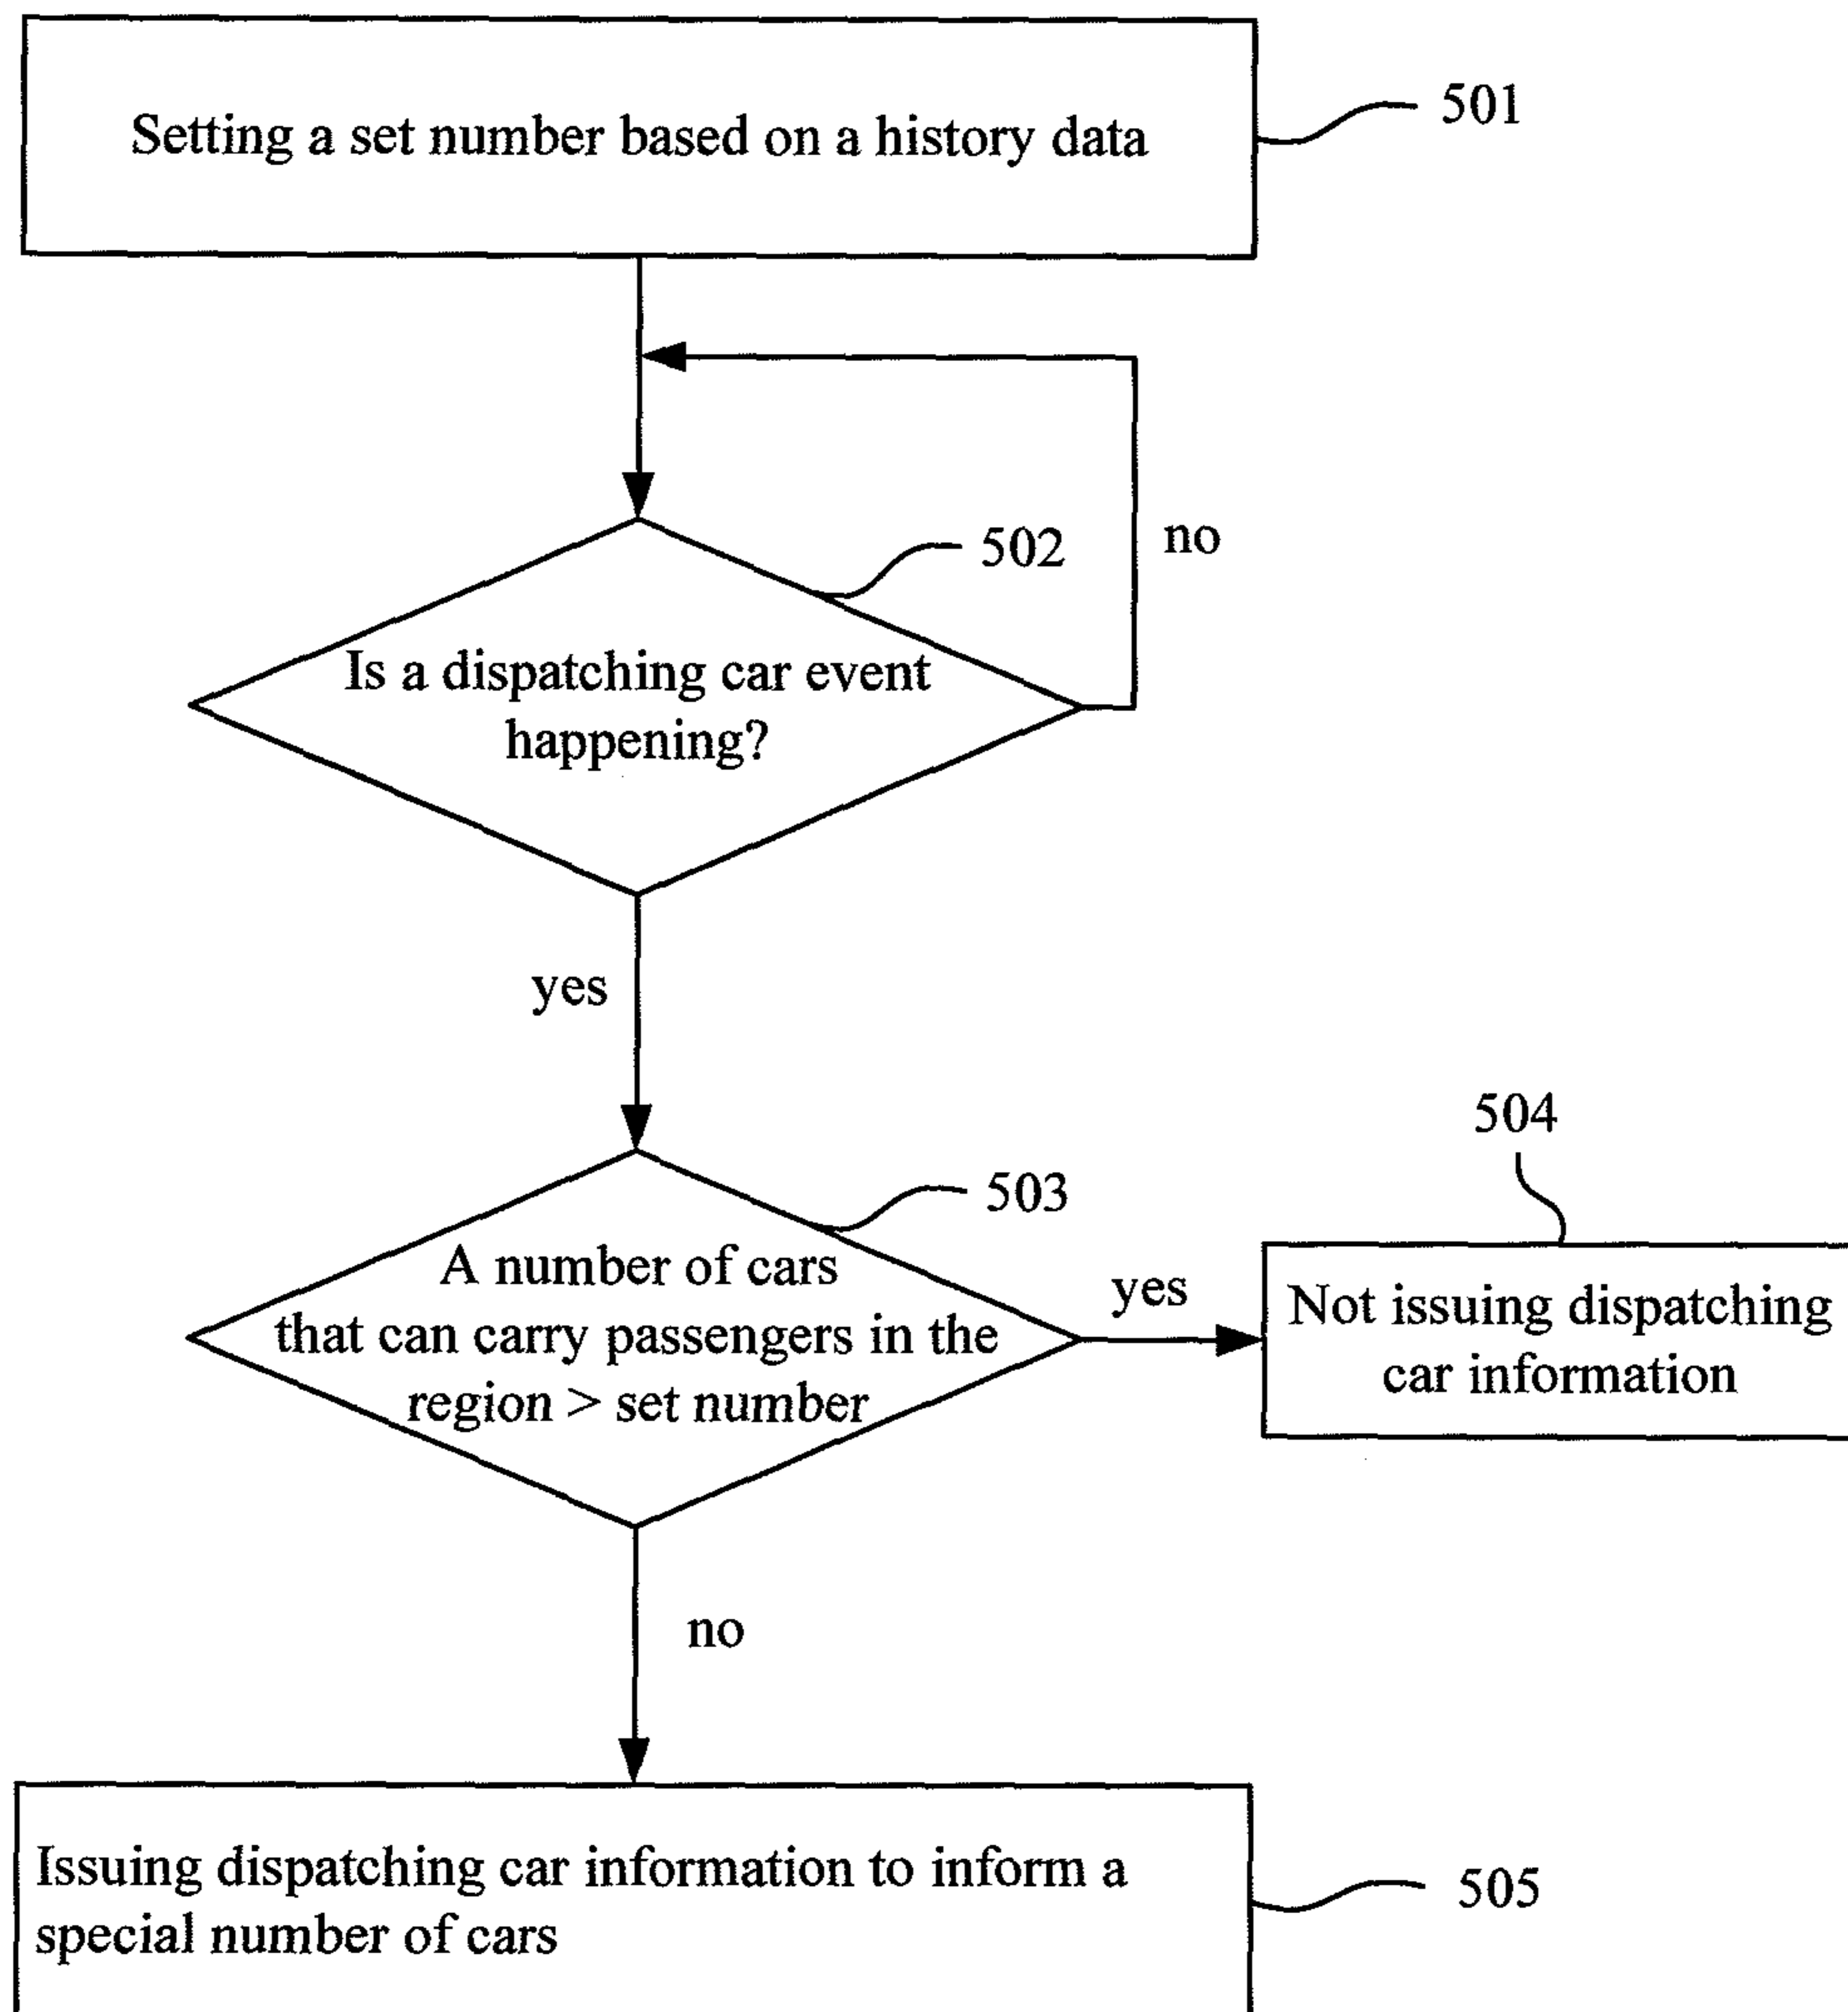 Setting a set number based on a history data
501
502
no
Is a dispatching car event
happening?
yes
504
503
A number of cars
that can carry passengers in the
region > set number
yes
Not issuing dispatching
car information
no
Issuing dispatching car information to inform a
special number of cars
505